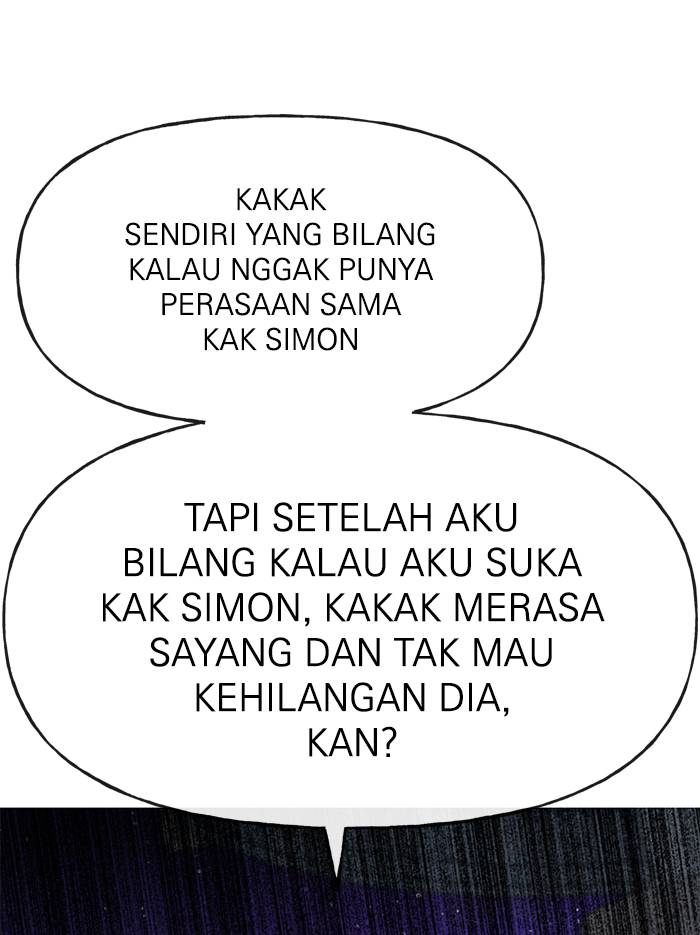 KAKAK
SENDIRI YANG BILANG
KALAU NGGAK PUNYA
PERASAAN SAMA
KAK SIMON
TAPI SETELAH AKU
BILANG KALAU AKU SUKA
KAK SIMON, KAKAK MERASA
SAYANG DAN TAK MAU
KEHILANGAN DIA,
KAN?